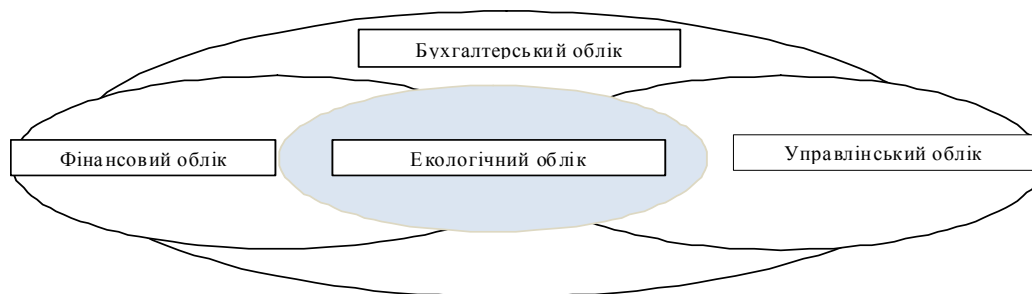 Бухгалтерський облік
Фінансовий облік
Екологічний облік
Управлінський облік